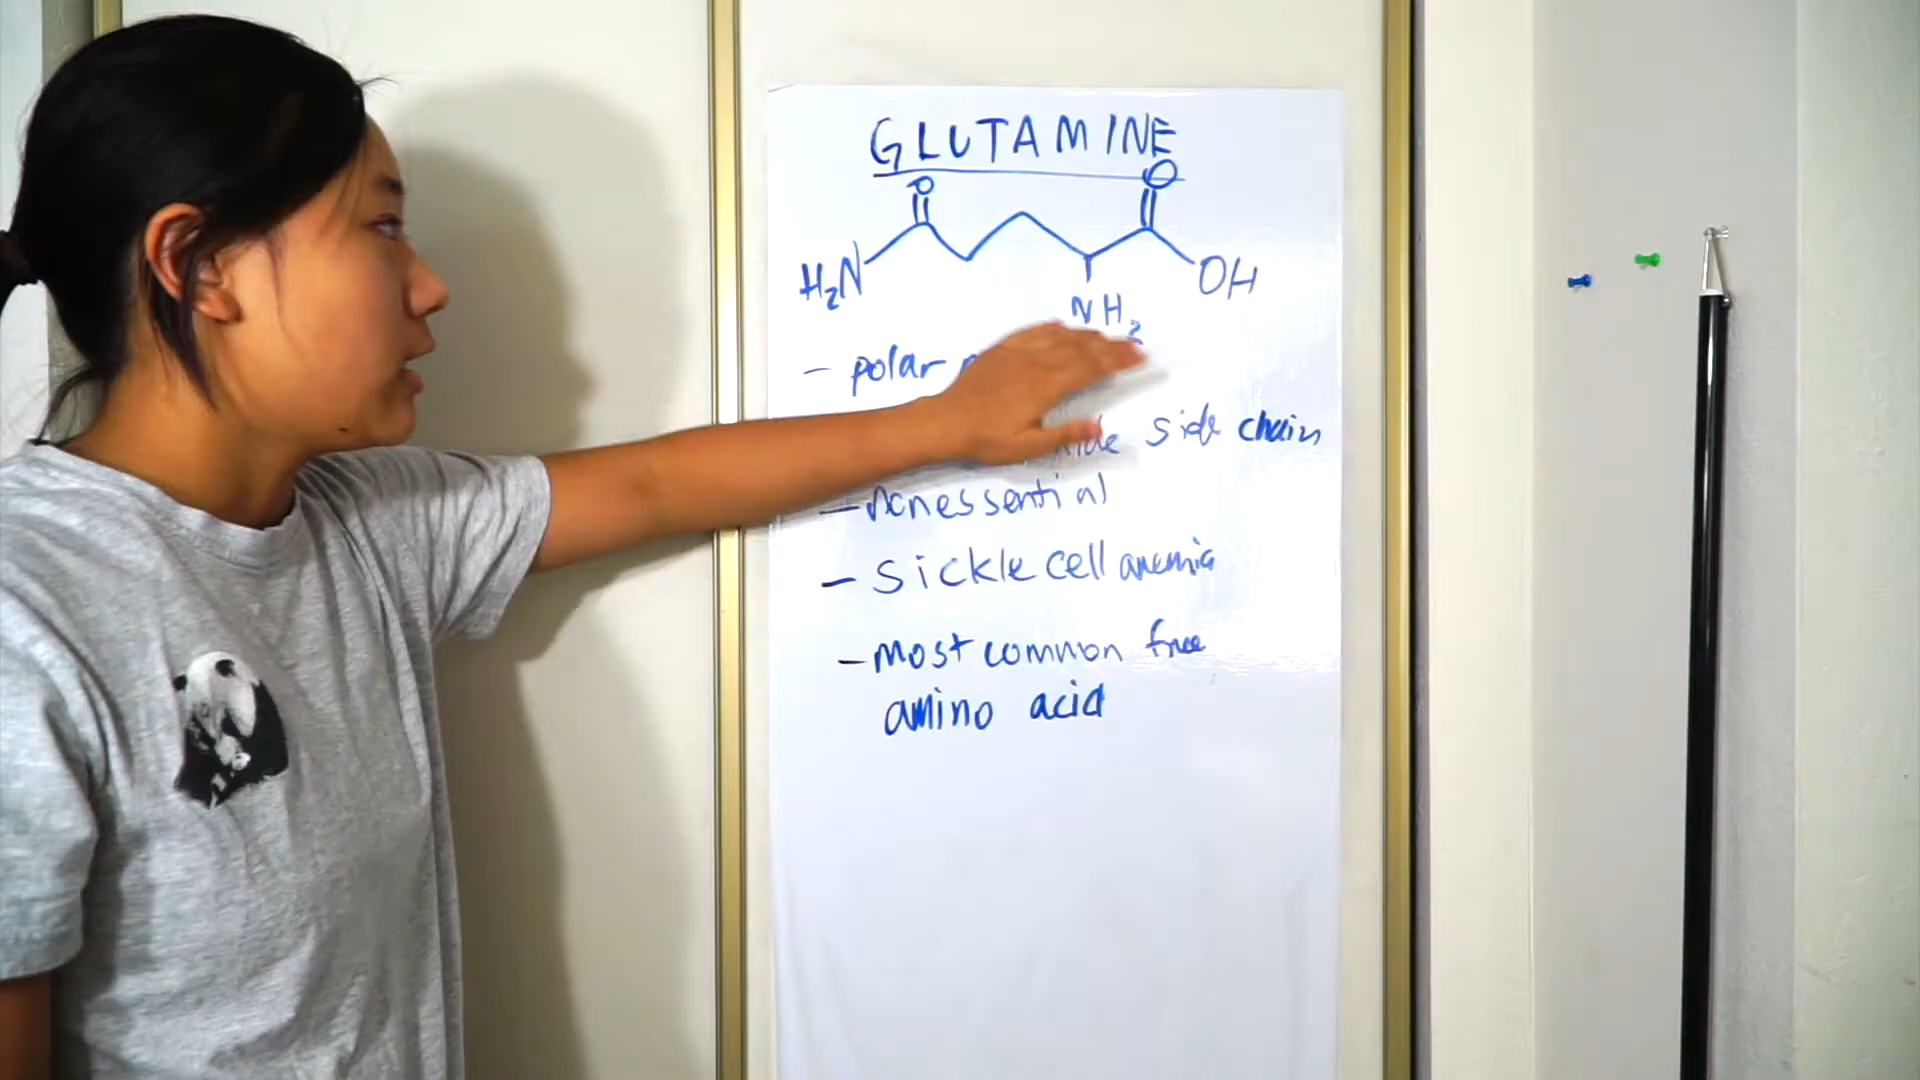 GLUTAMINE
O O
H2N OH
NH2
- polar
side chain
- nonessential
- sickle cell anemia
- most common free
amino acid